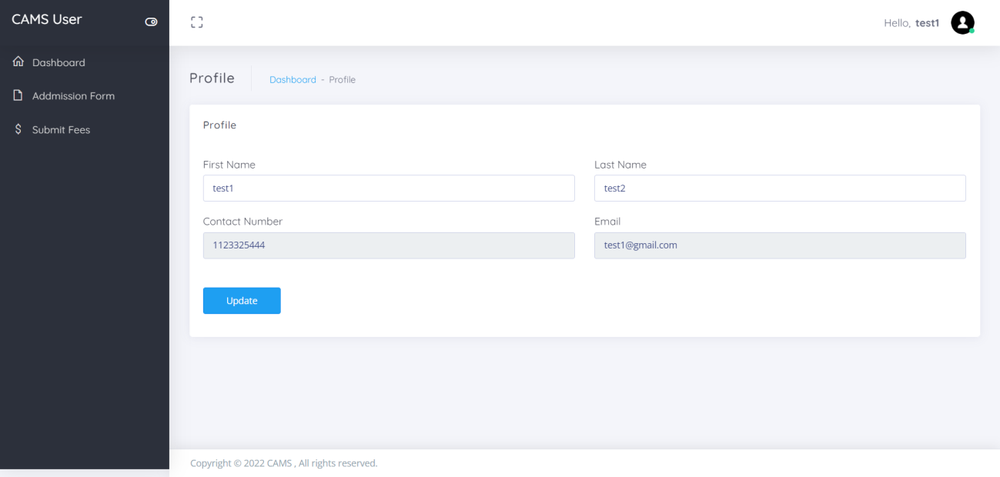 CAMS User
Hello, test1
Dashboard
Addmission Form
Submit Fees
Profile
Dashboard - Profile
Profile
First Name
Last Name
test1
test2
Contact Number
Email
1123325444
test1@gmail.com
Update
Copyright © 2022 CAMS , All rights reserved.